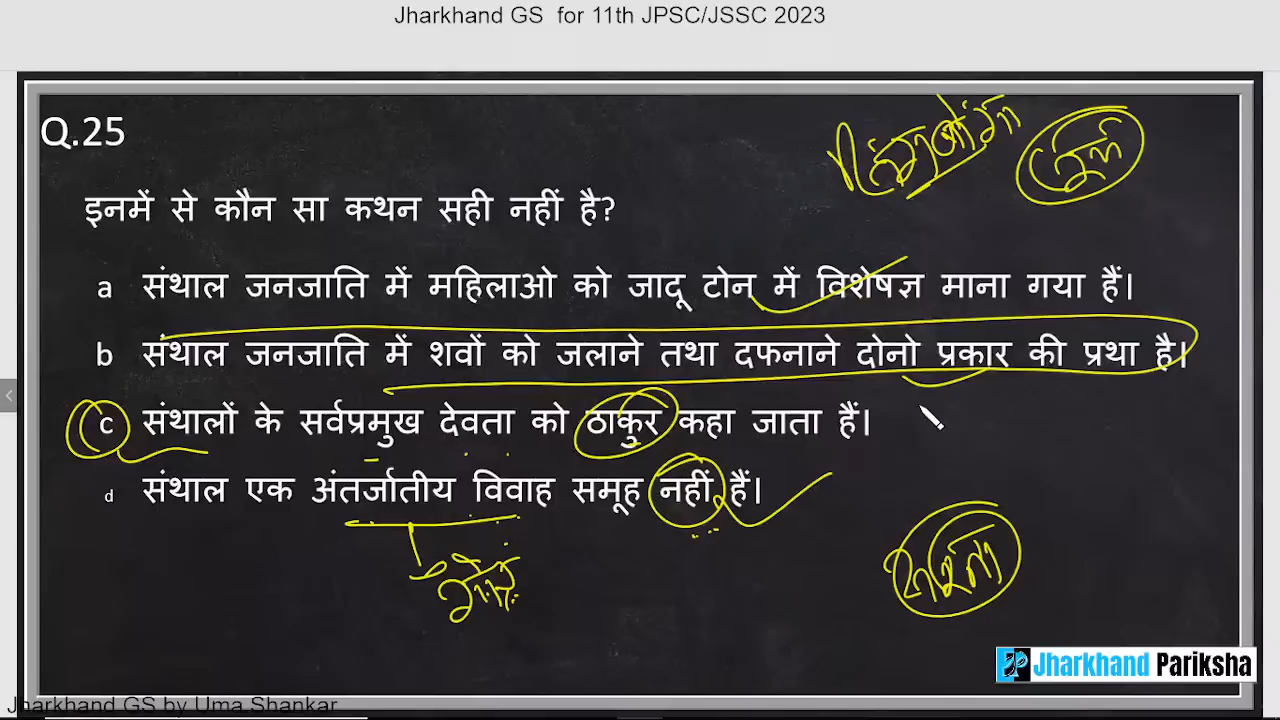 Jharkhand GS for 11th JPSC/JSSC 2023
Q.25
इनमें से कौन सा कथन सही नहीं है?
a संथाल जनजाति में महिलाओ को जादू टोन में विशेषज्ञ माना गया हैं।
b संथाल जनजाति में शवों को जलाने तथा दफनाने दोनो प्रकार की प्रथा है।
c संथालों के सर्वप्रमुख देवता को ठाकुर कहा जाता हैं।
d संथाल एक अंतर्जातीय विवाह समूह नहीं हैं।
Jharkhand Pariksha
Jharkhand GS by Uma Shankar